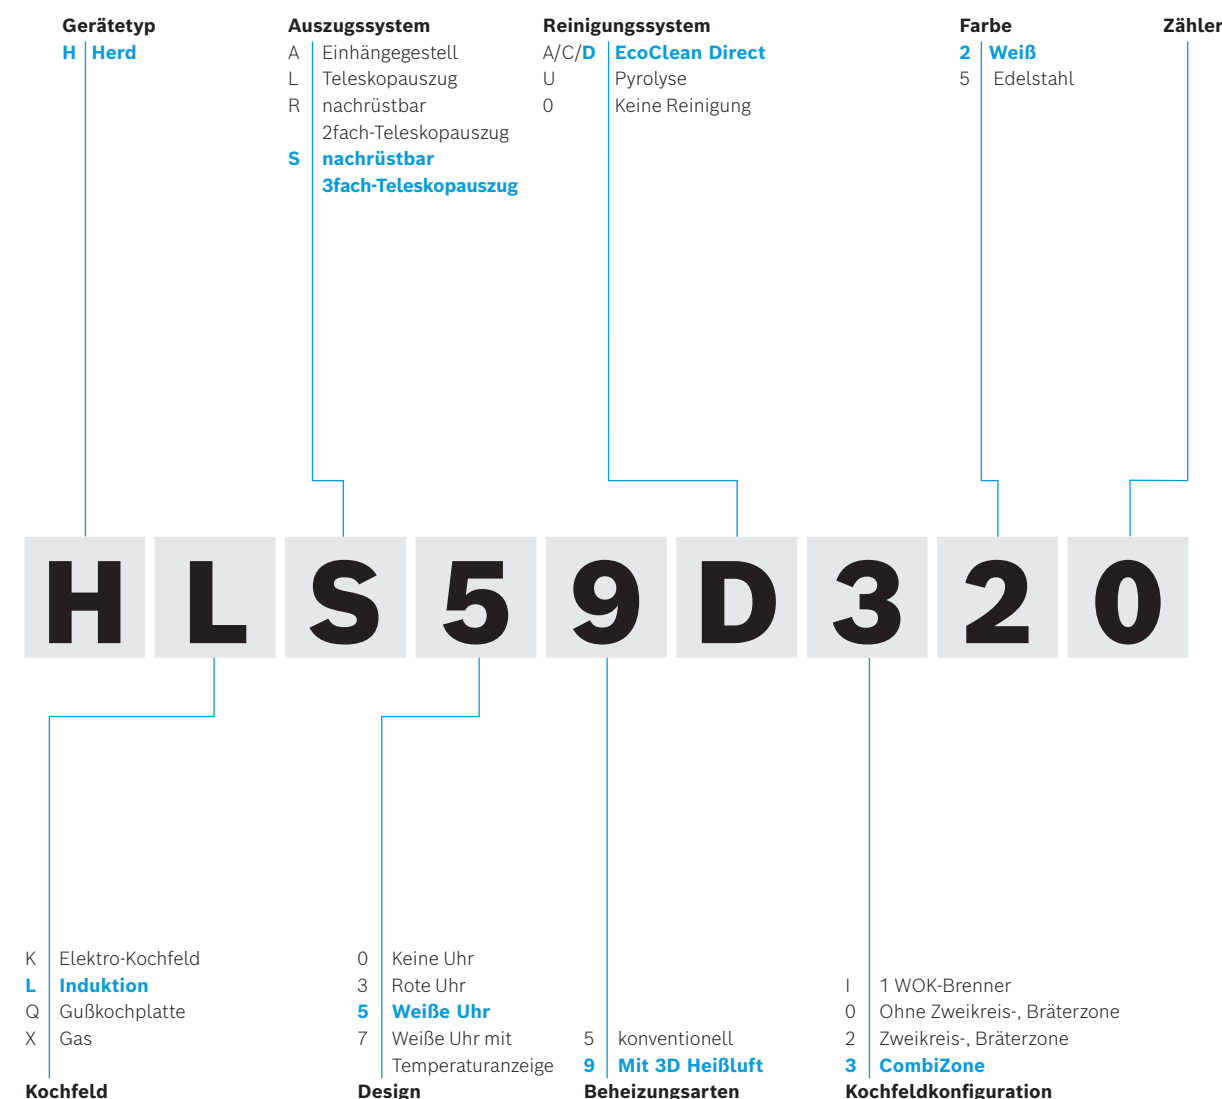 Gerätetyp
H Herd
Auszugssystem
A Einhängegestell
L Teleskopauszug
R nachrüstbar
2fach-Teleskopauszug
S nachrüstbar
3fach-Teleskopauszug
Reinigungssystem
A/C/D EcoClean Direct
U Pyrolyse
0 Keine Reinigung
Farbe
2 Weiß
5 Edelstahl
Zähler
H L S 5 9 D 3 2 0
K Elektro-Kochfeld
L Induktion
Q Gußkochplatte
X Gas
Kochfeld
0 Keine Uhr
3 Rote Uhr
5 Weiße Uhr
7 Weiße Uhr mit
Temperaturanzeige
Design
5 konventionell
9 Mit 3D Heißluft
Beheizungsarten
I 1 WOK-Brenner
0 Ohne Zweikreis-, Bräterzone
2 Zweikreis-, Bräterzone
3 CombiZone
Kochfeldkonfiguration